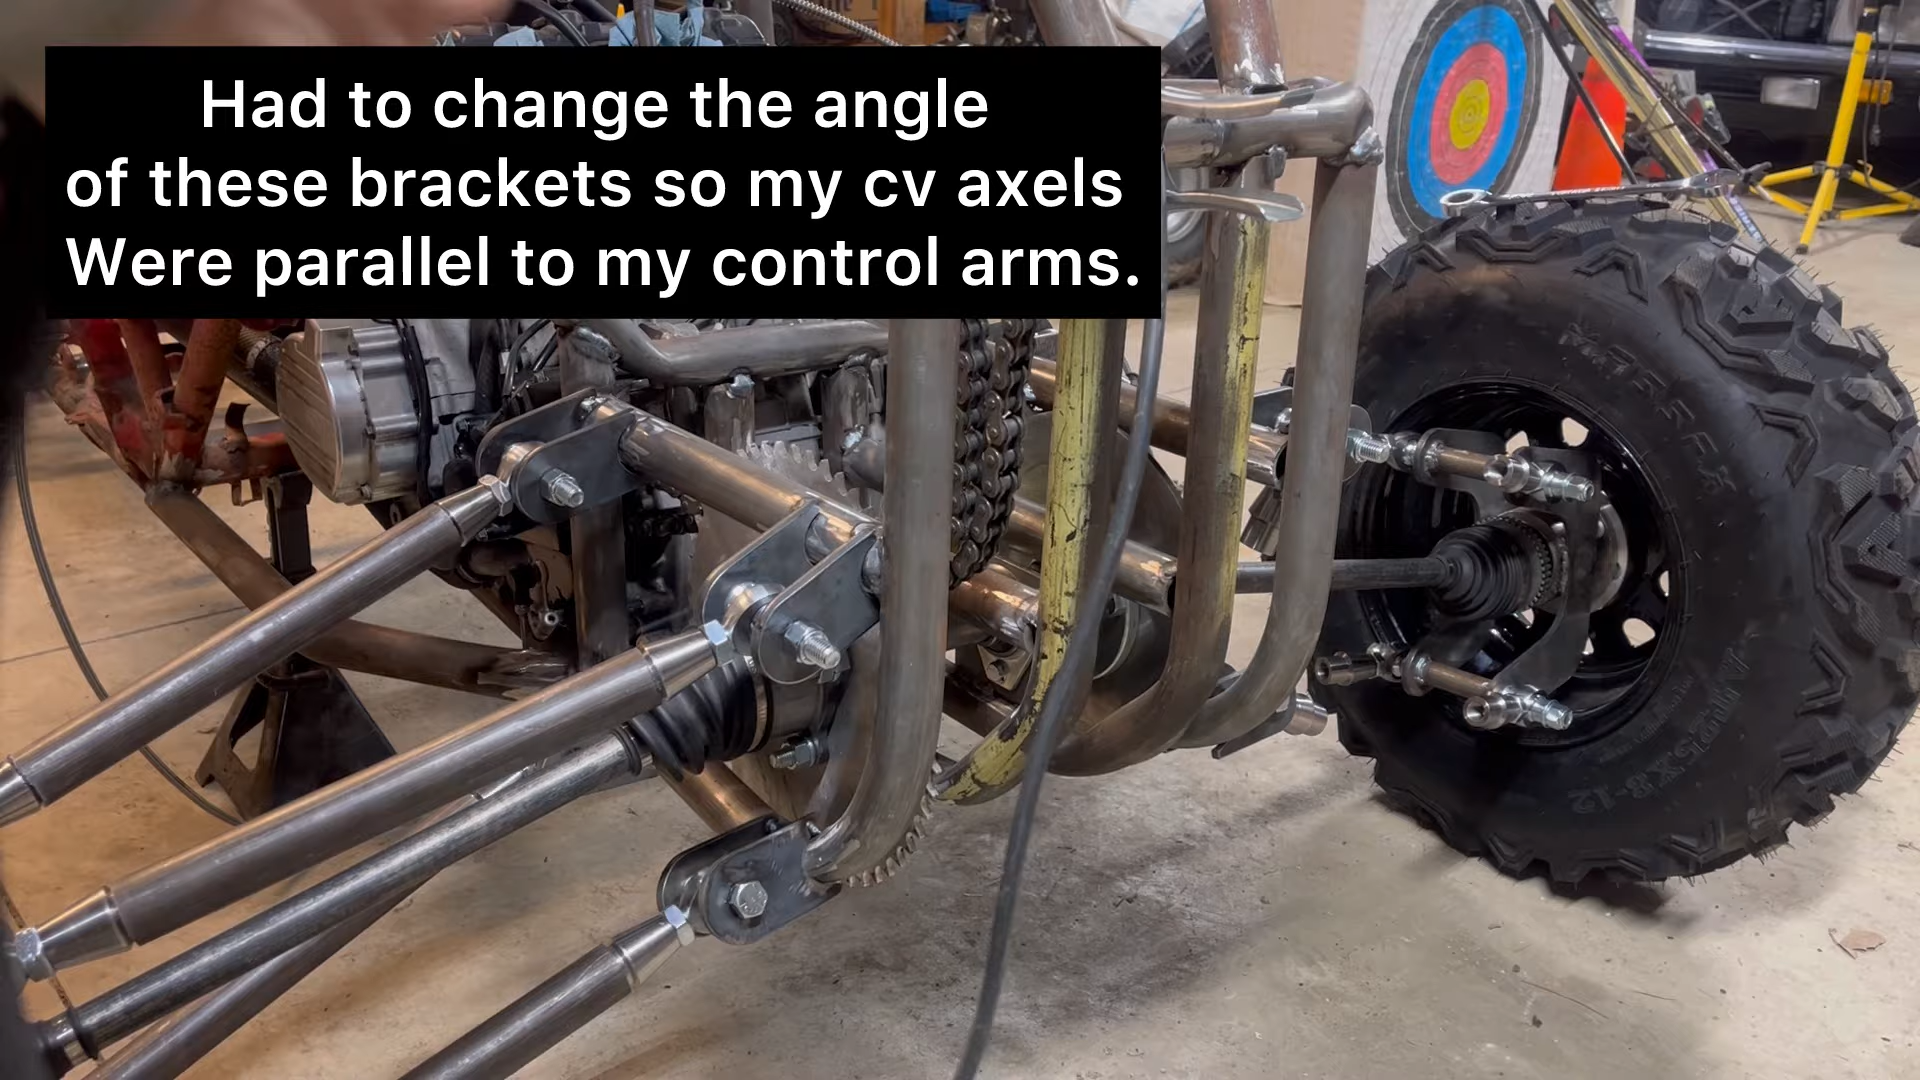 Had to change the angle
of these brackets so my cv axels
Were parallel to my control arms.